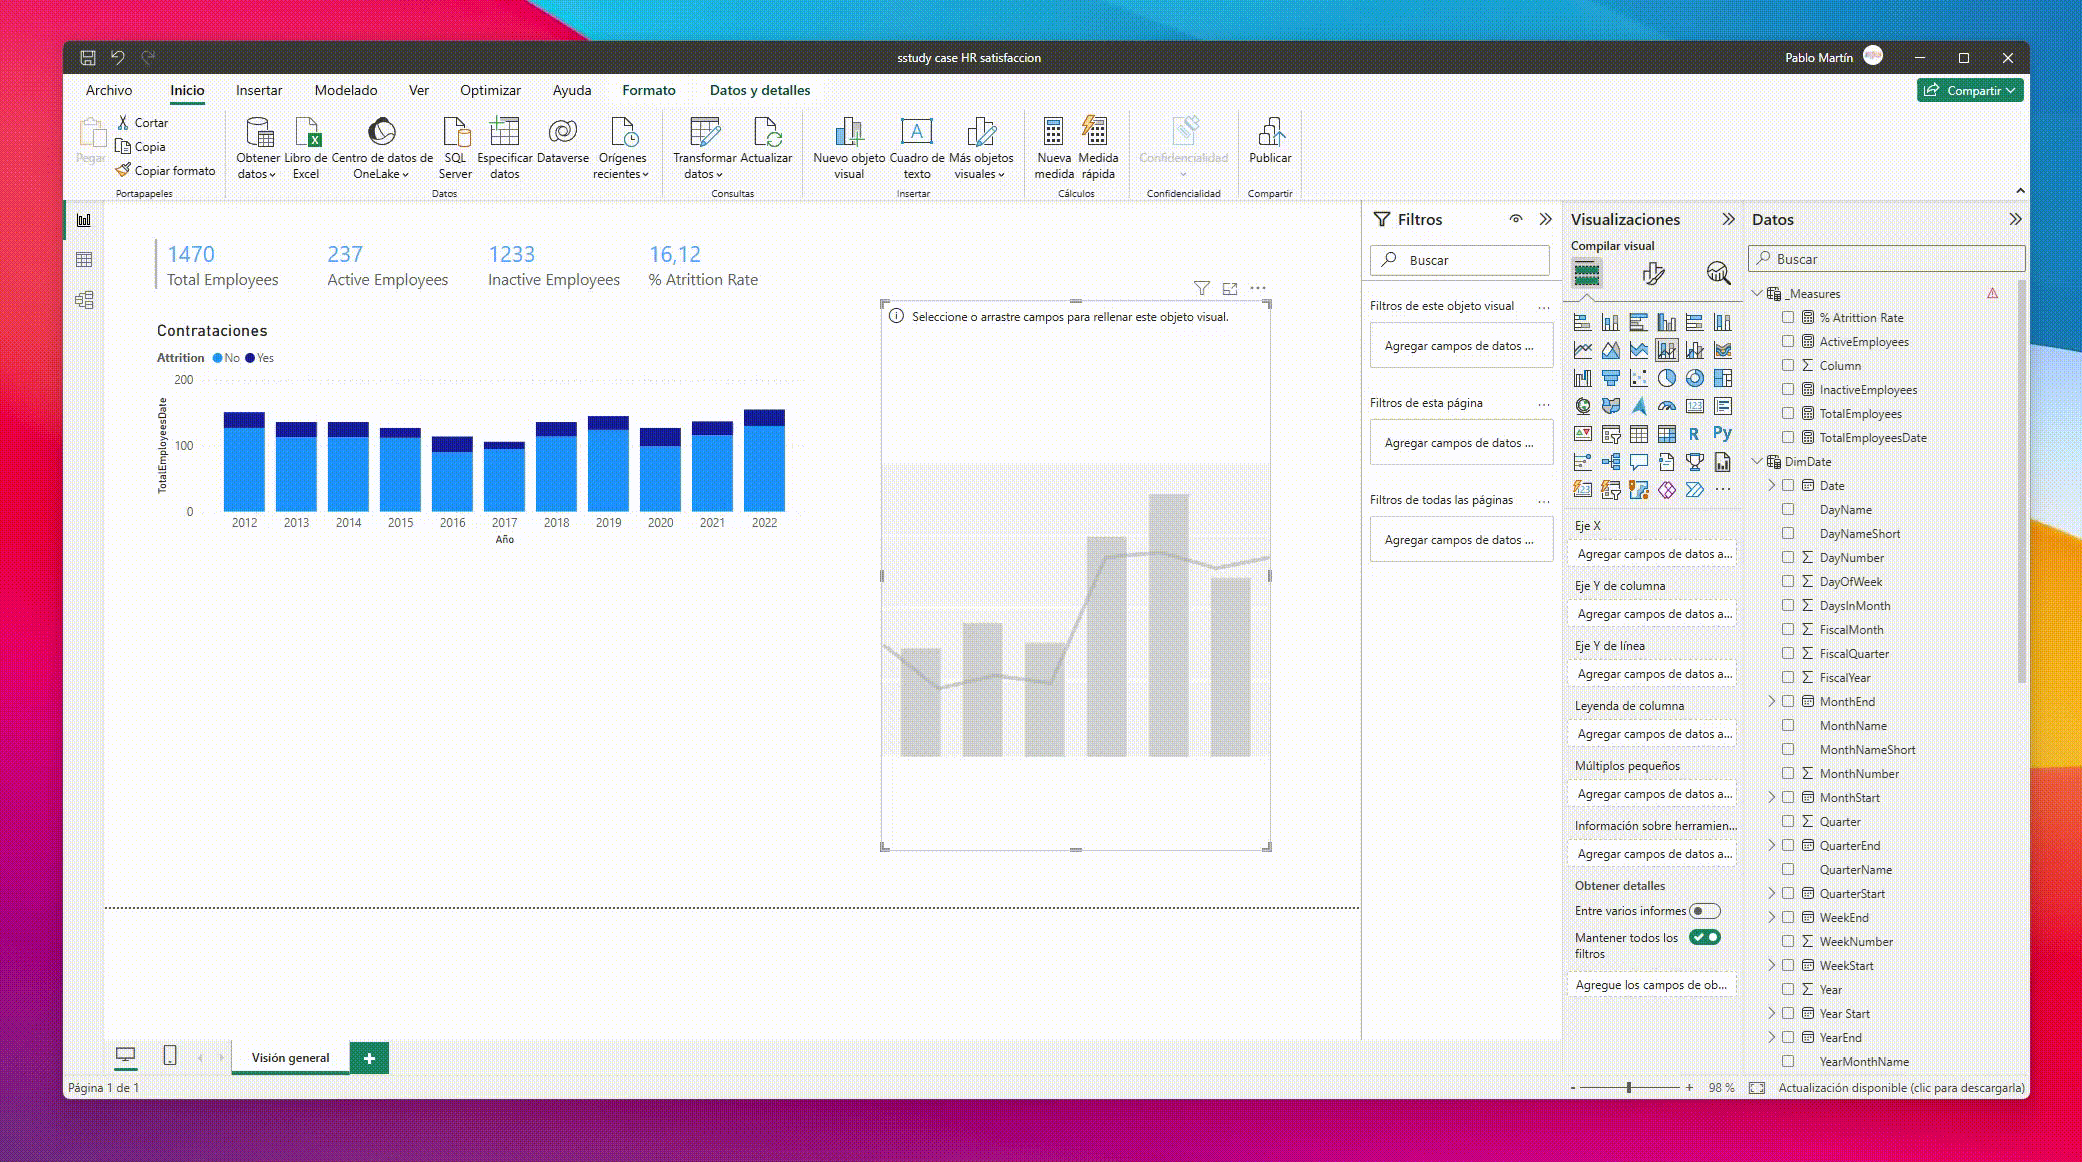 sstudy case HR satisfaccion
Pablo Martín
Archivo Inicio Insertar Modelado Ver Optimizar Ayuda Formato Datos y detalles Compartir
Pegar
Cortar
Copia
Copiar formato
Portapapeles
Obtener datos
Libro de Excel
Centro de datos de OneLake
SQL Server
Especificar datos
Dataverse
Orígenes recientes
Datos
Transformar datos
Actualizar
Consultas
Nuevo objeto visual
Cuadro de texto
Más objetos visuales
Insertar
Nueva medida
Medida rápida
Cálculos
Confidencialidad
Confidencialidad
Publicar
Compartir
1470
Total Employees
237
Active Employees
1233
Inactive Employees
16,12
% Atrittion Rate
Contrataciones
Attrition No Yes
TotalEmployeesDate
200
100
0
2012 2013 2014 2015 2016 2017 2018 2019 2020 2021 2022
Año
Seleccione o arrastre campos para rellenar este objeto visual.
Filtros
Buscar
Filtros de este objeto visual ...
Agregar campos de datos ...
Filtros de esta página ...
Agregar campos de datos ...
Filtros de todas las páginas ...
Agregar campos de datos ...
Visualizaciones
Compilar visual
R Py
Eje X
Agregar campos de datos a...
Eje Y de columna
Agregar campos de datos a...
Eje Y de línea
Agregar campos de datos a...
Leyenda de columna
Agregar campos de datos a...
Múltiplos pequeños
Agregar campos de datos a...
Información sobre herramien...
Agregar campos de datos a...
Obtener detalles
Entre varios informes
Mantener todos los
filtros
Agregue los campos de ob...
Datos
Buscar
_Measures
% Atrittion Rate
ActiveEmployees
Column
InactiveEmployees
TotalEmployees
TotalEmployeesDate
DimDate
Date
DayName
DayNameShort
DayNumber
DayOfWeek
DaysInMonth
FiscalMonth
FiscalQuarter
FiscalYear
MonthEnd
MonthName
MonthNameShort
MonthNumber
MonthStart
Quarter
QuarterEnd
QuarterName
QuarterStart
WeekEnd
WeekNumber
WeekStart
Year
Year Start
YearEnd
YearMonthName
Visión general
Página 1 de 1
- + 98 % Actualización disponible (clic para descargarla)